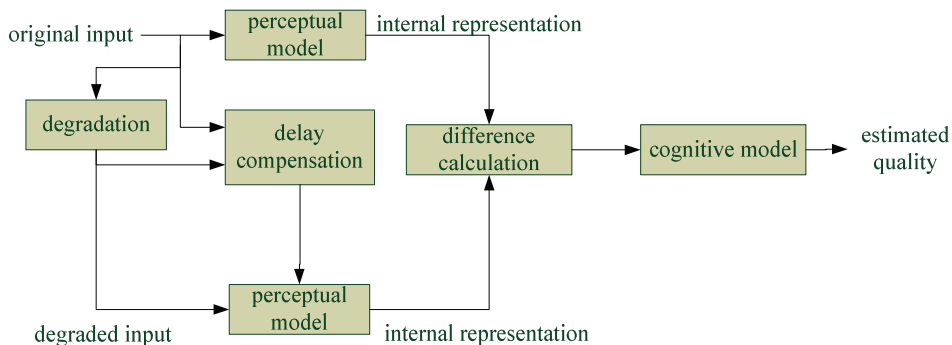 original input
perceptual
model
internal representation
degradation
delay
compensation
difference
calculation
cognitive model
estimated
quality
perceptual
model
degraded input
internal representation